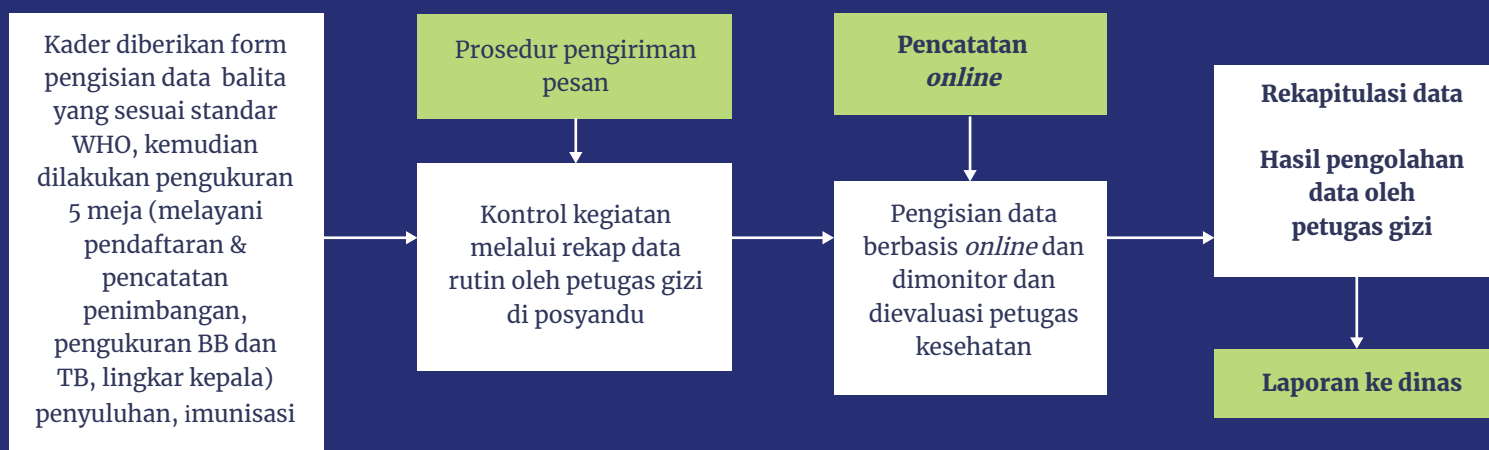 Kader diberikan form
pengisian data balita
yang sesuai standar
WHO, kemudian
dilakukan pengukuran
5 meja (melayani
pendaftaran &
pencatatan
penimbangan,
pengukuran BB dan
TB, lingkar kepala)
penyuluhan, imunisasi
Prosedur pengiriman
pesan
Kontrol kegiatan
melalui rekap data
rutin oleh petugas gizi
di posyandu
Pencatatan
online
Pengisian data
berbasis online dan
dimonitor dan
dievaluasi petugas
kesehatan
Rekapitulasi data
Hasil pengolahan
data oleh
petugas gizi
Laporan ke dinas